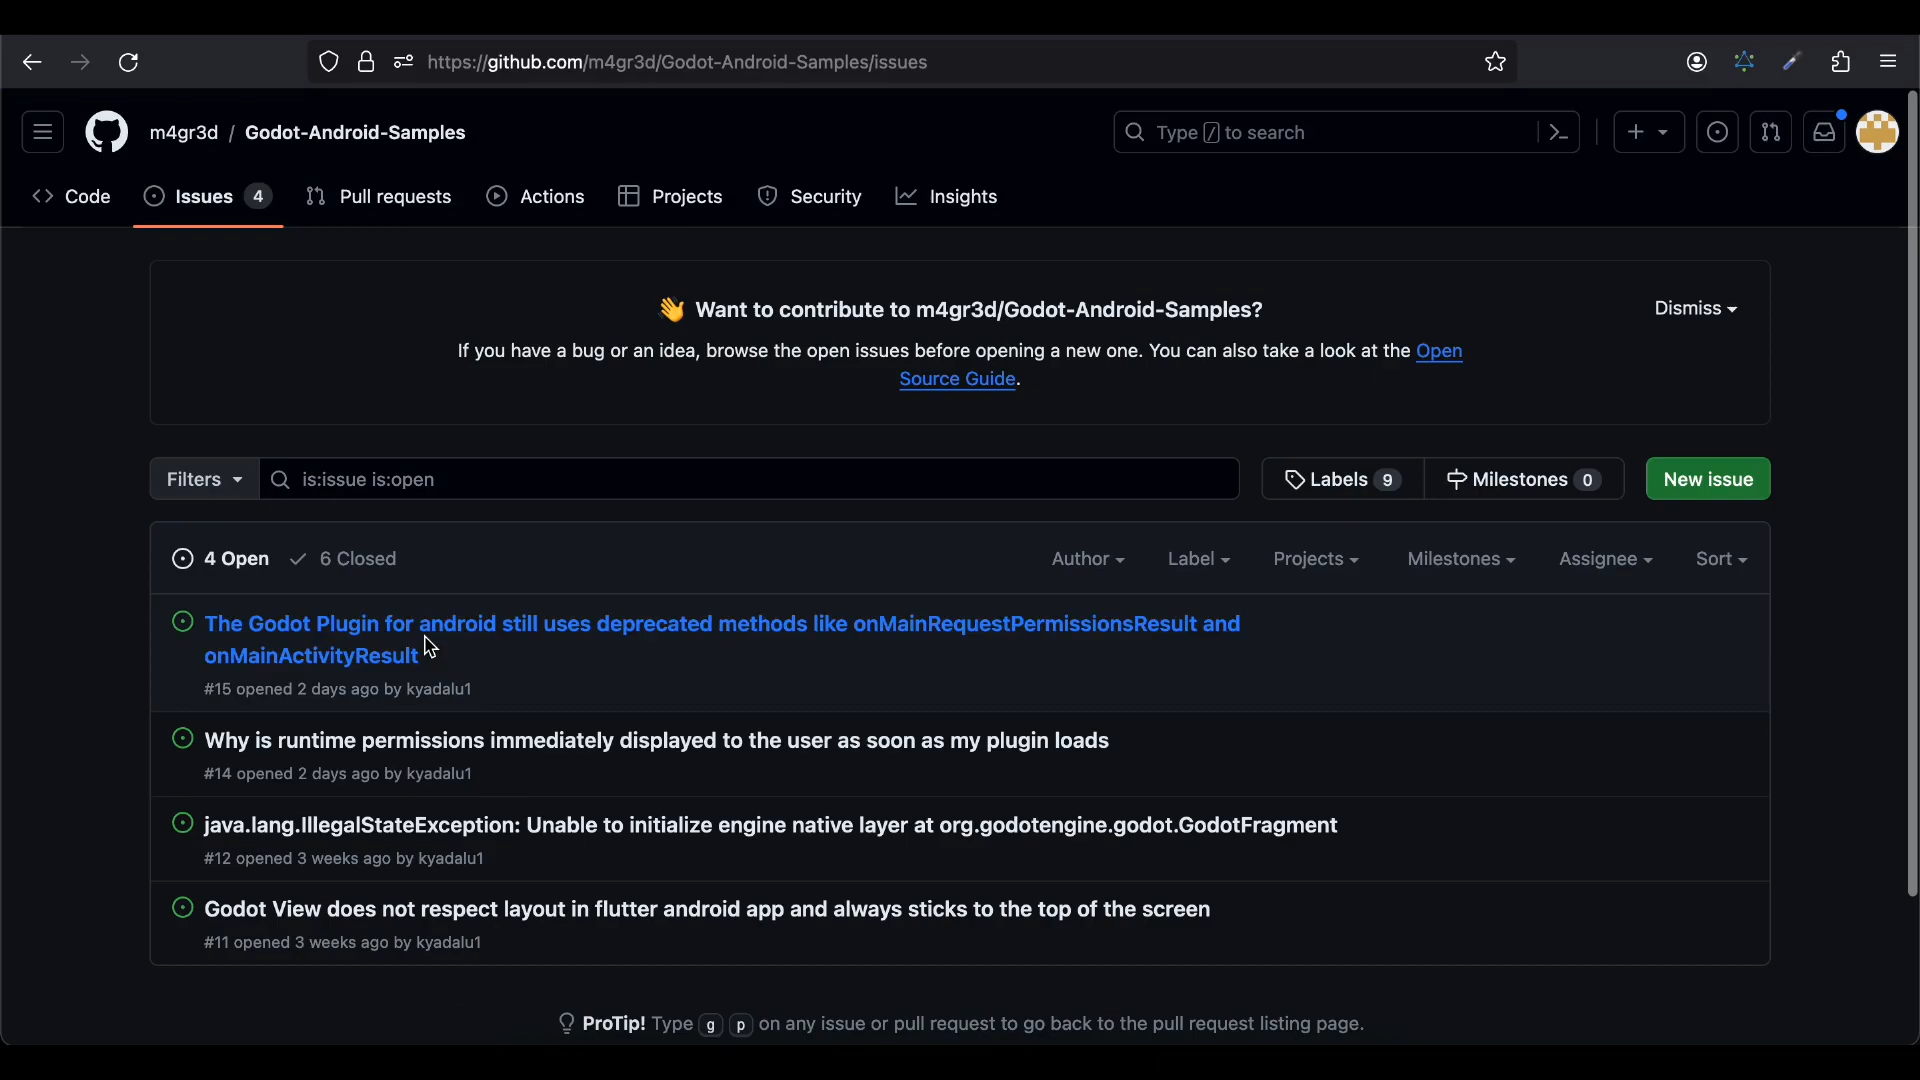 https://github.com/m4gr3d/Godot-Android-Samples/issues
m4gr3d / Godot-Android-Samples
Type / to search
Code
Issues 4
Pull requests
Actions
Projects
Security
Insights
👋 Want to contribute to m4gr3d/Godot-Android-Samples?
Dismiss
If you have a bug or an idea, browse the open issues before opening a new one. You can also take a look at the Open
Source Guide.
Filters
is:issue is:open
Labels 9
Milestones 0
New issue
4 Open
6 Closed
Author
Label
Projects
Milestones
Assignee
Sort
The Godot Plugin for android still uses deprecated methods like onMainRequestPermissionsResult and
onMainActivityResult
#15 opened 2 days ago by kyadalu1
Why is runtime permissions immediately displayed to the user as soon as my plugin loads
#14 opened 2 days ago by kyadalu1
java.lang.IllegalStateException: Unable to initialize engine native layer at org.godotengine.godot.GodotFragment
#12 opened 3 weeks ago by kyadalu1
Godot View does not respect layout in flutter android app and always sticks to the top of the screen
#11 opened 3 weeks ago by kyadalu1
ProTip! Type g p on any issue or pull request to go back to the pull request listing page.